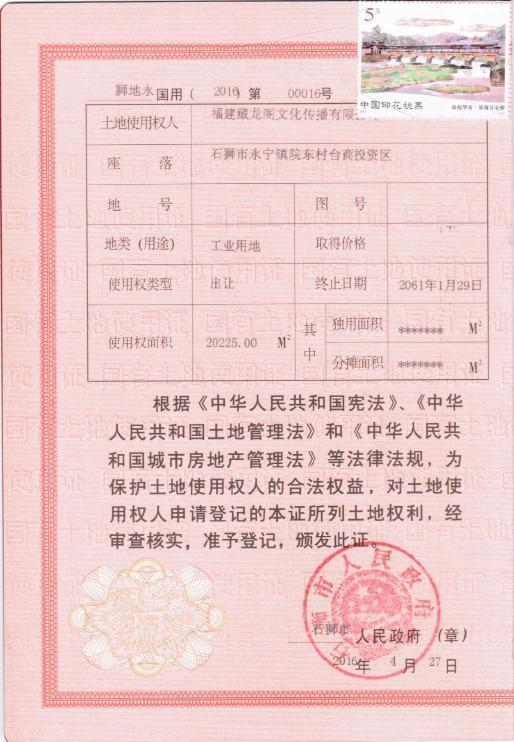 5元
中国印花税票
狮地永国用(2016)第00016号
土地使用权人 福建藏龙阁文化传播有限
座落 石狮市永宁镇院东村台商投资区
地号 图号
地类(用途) 工业用地 取得价格
使用权类型 出让 终止日期 2061年1月29日
使用权面积 20225.00 M² 其中 独用面积 ******* M²
分摊面积 ******* M²
根据《中华人民共和国宪法》、《中华
人民共和国土地管理法》和《中华人民共
和国城市房地产管理法》等法律法规,为
保护土地使用权人的合法权益,对土地使
用权人申请登记的本证所列土地权利,经
审查核实,准予登记,颁发此证。
石狮市人民政府
石狮市人民政府(章)
2016年4月27日